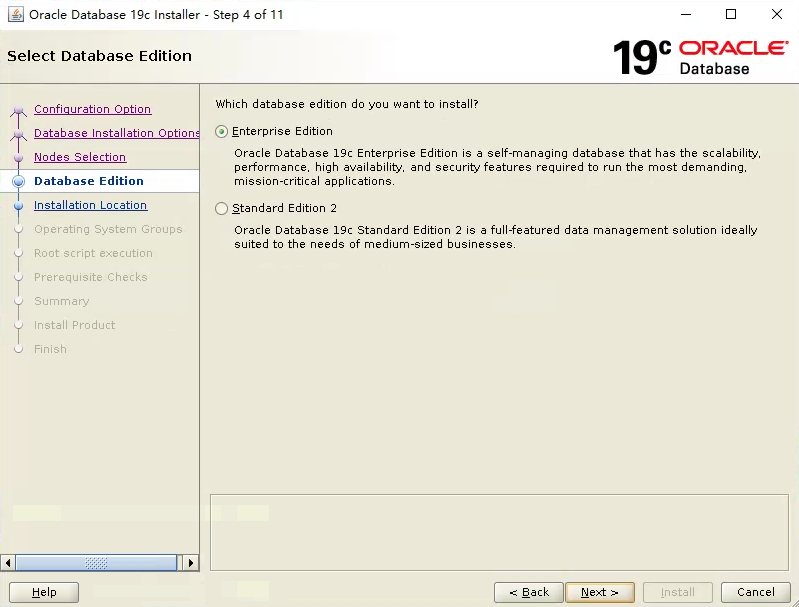 Oracle Database 19c Installer - Step 4 of 11
Select Database Edition
19c ORACLE
Database
Configuration Option
Database Installation Options
Nodes Selection
Database Edition
Installation Location
Operating System Groups
Root script execution
Prerequisite Checks
Summary
Install Product
Finish
Which database edition do you want to install?
Enterprise Edition
Oracle Database 19c Enterprise Edition is a self-managing database that has the scalability,
performance, high availability, and security features required to run the most demanding,
mission-critical applications.
Standard Edition 2
Oracle Database 19c Standard Edition 2 is a full-featured data management solution ideally
suited to the needs of medium-sized businesses.
Help
< Back
Next >
Install
Cancel